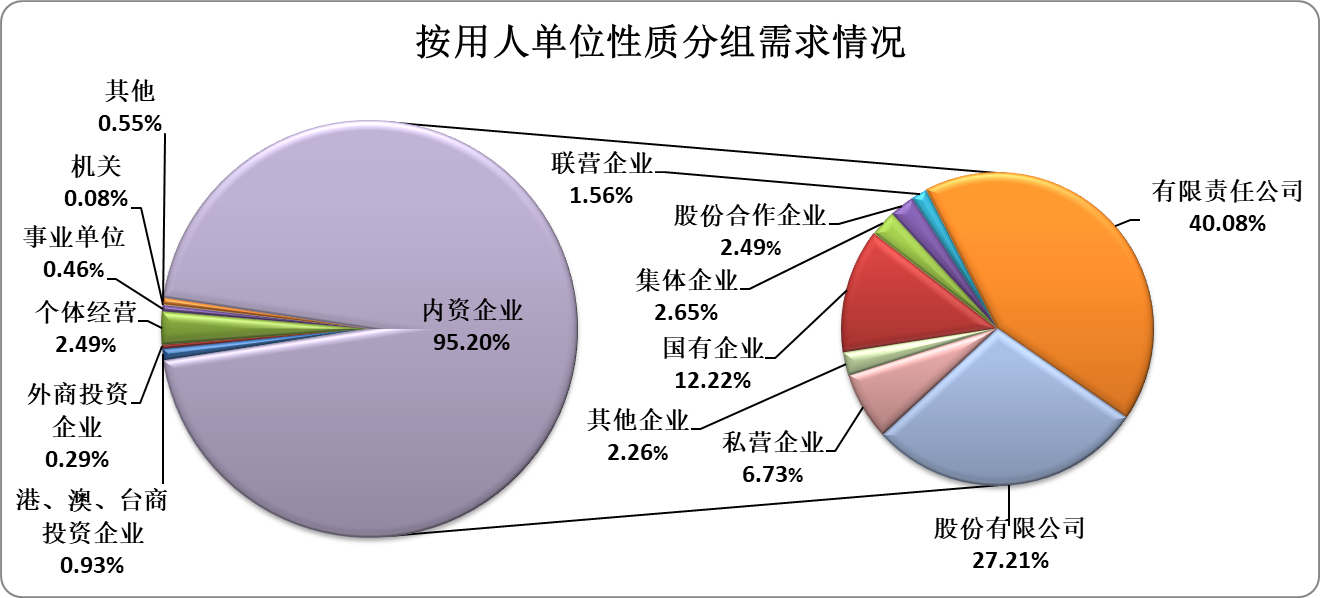 按用人单位性质分组需求情况
其他
0.55%
机关
0.08%
事业单位
0.46%
个体经营
2.49%
外商投资
企业
0.29%
港、澳、台商
投资企业
0.93%
内资企业
95.20%
联营企业
1.56%
股份合作企业
2.49%
集体企业
2.65%
国有企业
12.22%
其他企业
2.26%
私营企业
6.73%
有限责任公司
40.08%
股份有限公司
27.21%